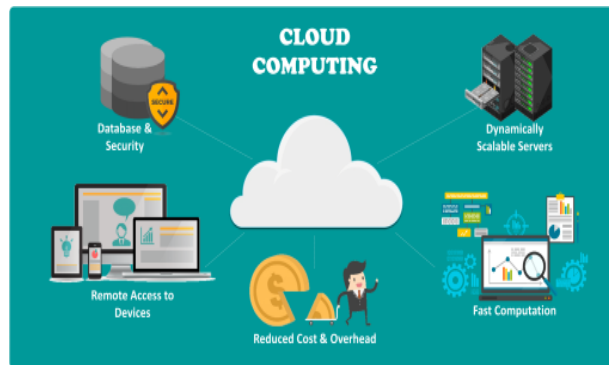 CLOUD
COMPUTING
SECURE
Database &
Security
Dynamically
Scalable Servers
Remote Access to
Devices
Reduced Cost & Overhead
Fast Computation